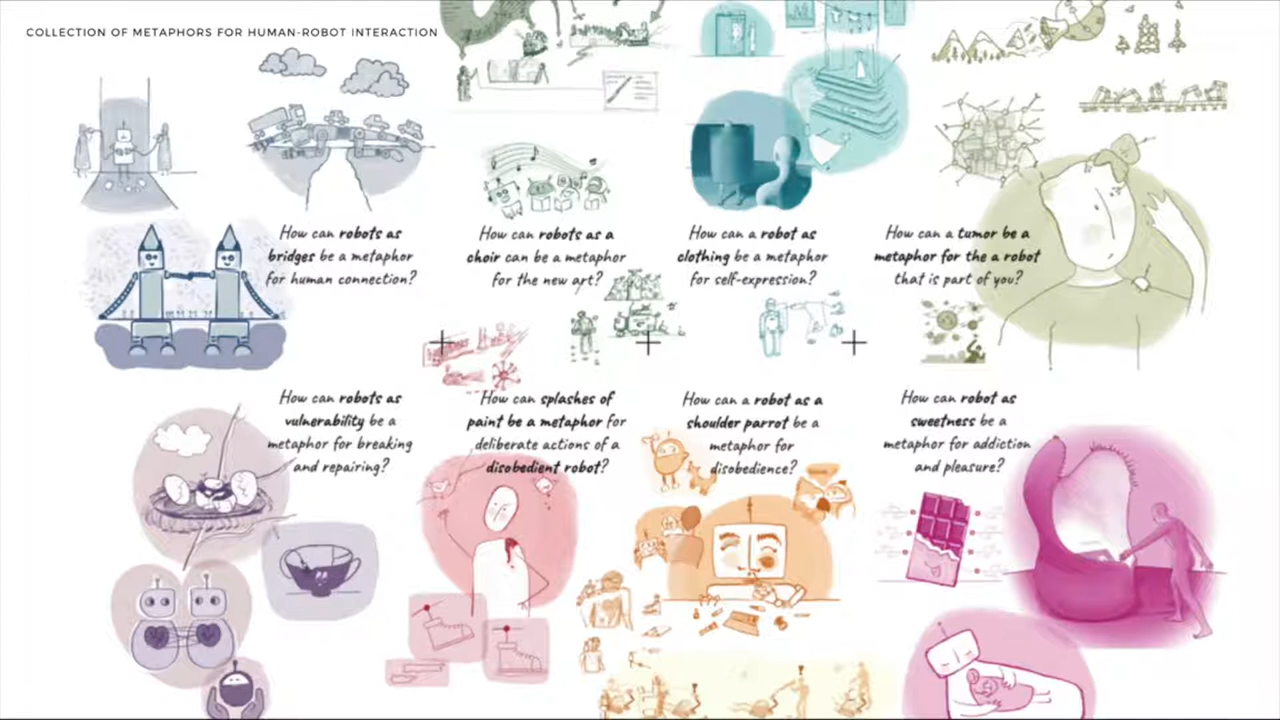 COLLECTION OF METAPHORS FOR HUMAN-ROBOT INTERACTION
How can robots as
bridges be a metaphor
for human connection?
How can robots as a
choir can be a metaphor
for the new art?
How can a robot as
clothing be a metaphor
for self-expression?
How can a tumor be a
metaphor for the a robot
that is part of you?
How can robots as
vulnerability be a
metaphor for breaking
and repairing?
How can splashes of
paint be a metaphor for
deliberate actions of a
disobedient robot?
How can a robot as a
shoulder parrot be a
metaphor for
disobedience?
How can robot as
sweetness be a
metaphor for addiction
and pleasure?